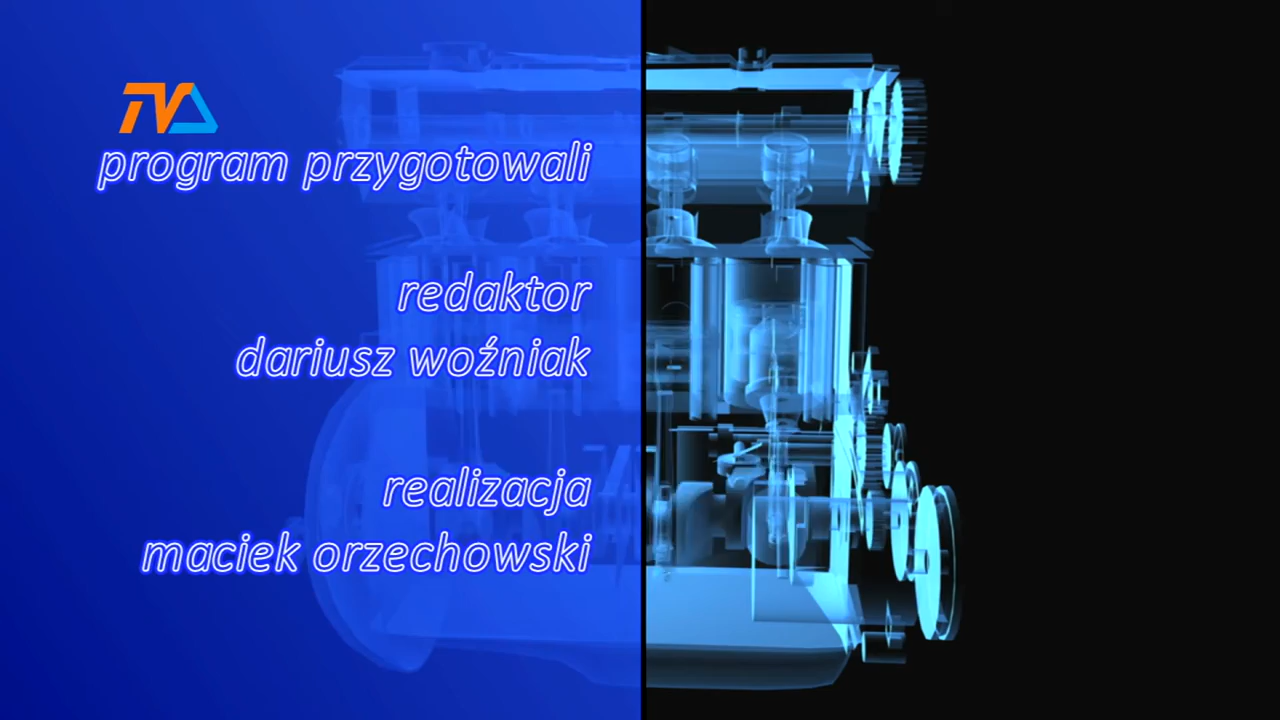 TVA
program przygotowali
redaktor
dariusz woźniak
realizacja
maciek orzechowski